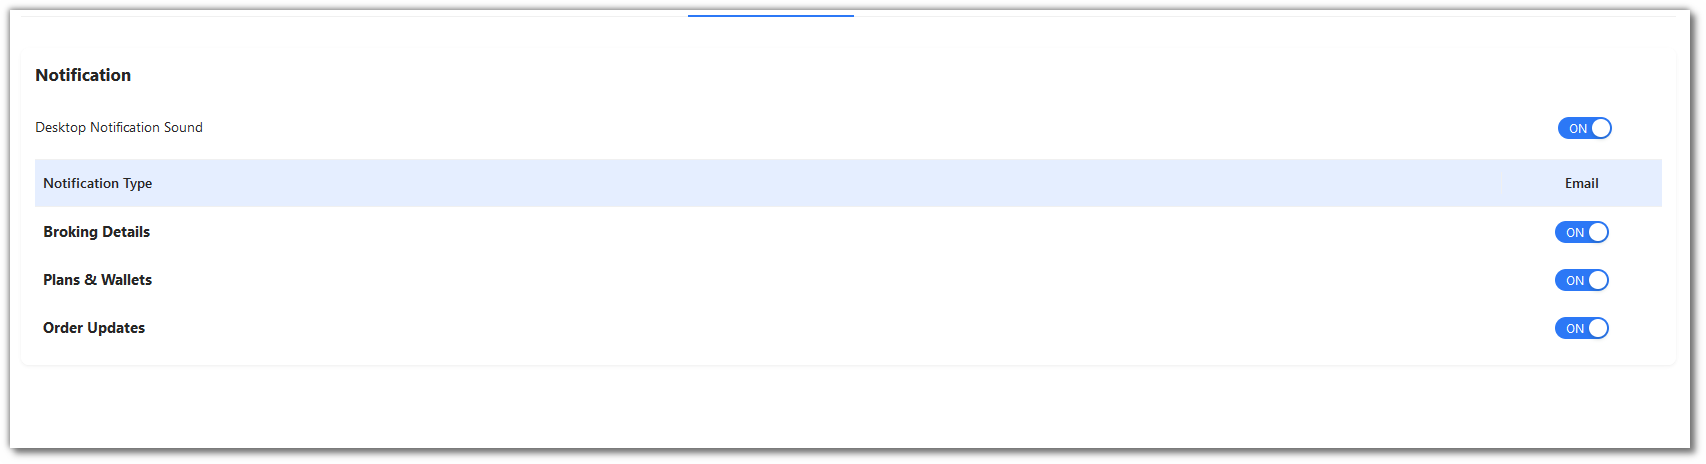 Notification
Desktop Notification Sound ON
Notification Type Email
Broking Details ON
Plans & Wallets ON
Order Updates ON